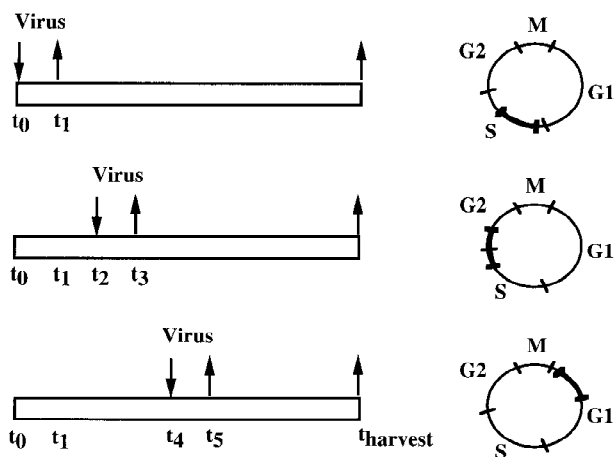 Virus
t0 t1
M
G2
G1
S
Virus
t0 t1 t2 t3
M
G2
G1
S
Virus
t0 t1 t4 t5 tharvest
M
G2
G1
S